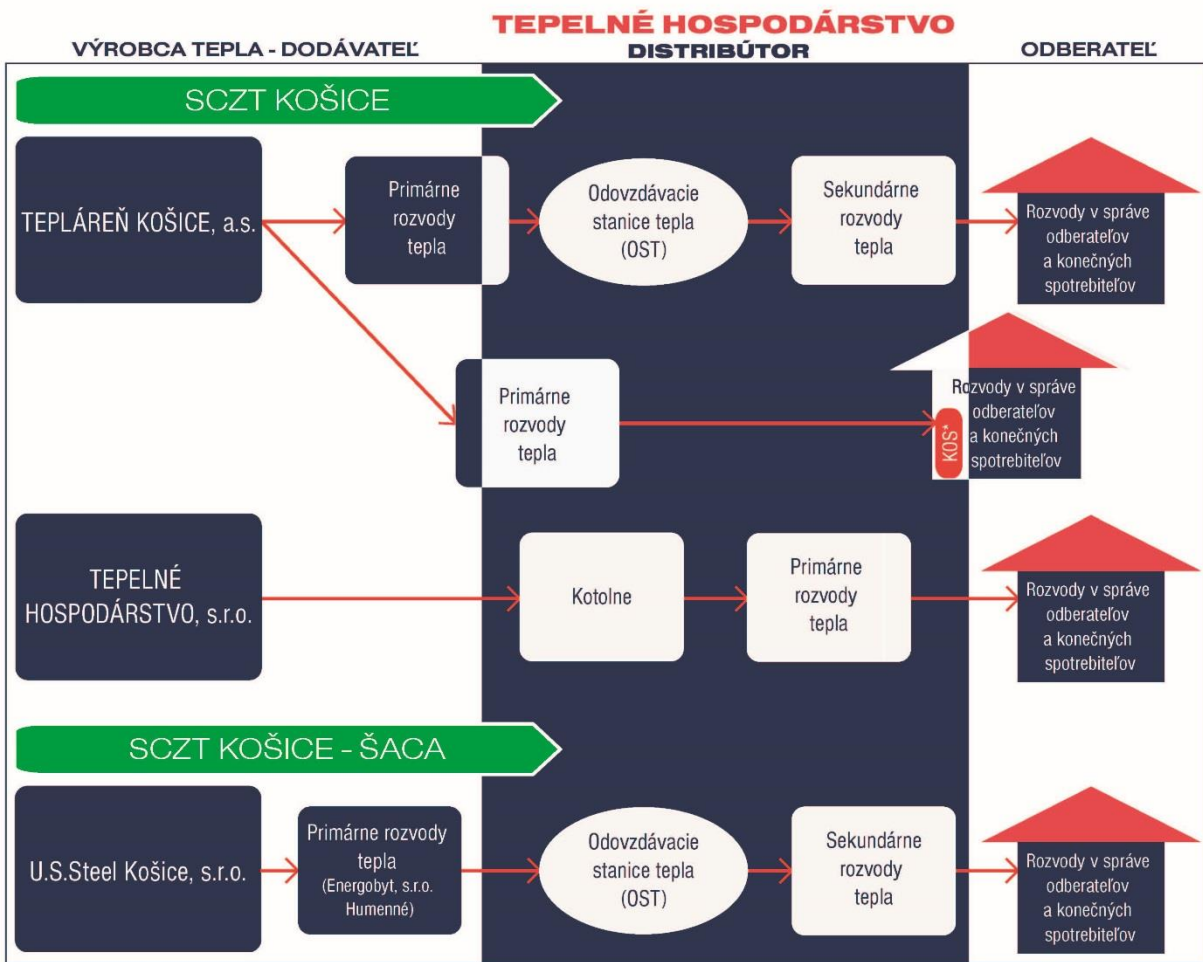 TEPELNÉ HOSPODÁRSTVO
VÝROBCA TEPLA - DODÁVATEĽ
DISTRIBÚTOR
ODBERATEĽ
SCZT KOŠICE
TEPLÁREŇ KOŠICE, a.s.
Primárne
rozvody
tepla
Odovzdávacie
stanice tepla
(OST)
Sekundárne
rozvody
tepla
Rozvody v správe
odberateľov
a konečných
spotrebiteľov
Primárne
rozvody
tepla
KOS*
Rozvody v správe
odberateľov
a konečných
spotrebiteľov
TEPELNÉ
HOSPODÁRSTVO, s.r.o.
Kotolne
Primárne
rozvody
tepla
Rozvody v správe
odberateľov
a konečných
spotrebiteľov
SCZT KOŠICE - ŠACA
U.S.Steel Košice, s.r.o.
Primárne rozvody
tepla
(Energobyt, s.r.o.
Humenné)
Odovzdávacie
stanice tepla
(OST)
Sekundárne
rozvody
tepla
Rozvody v správe
odberateľov
a konečných
spotrebiteľov